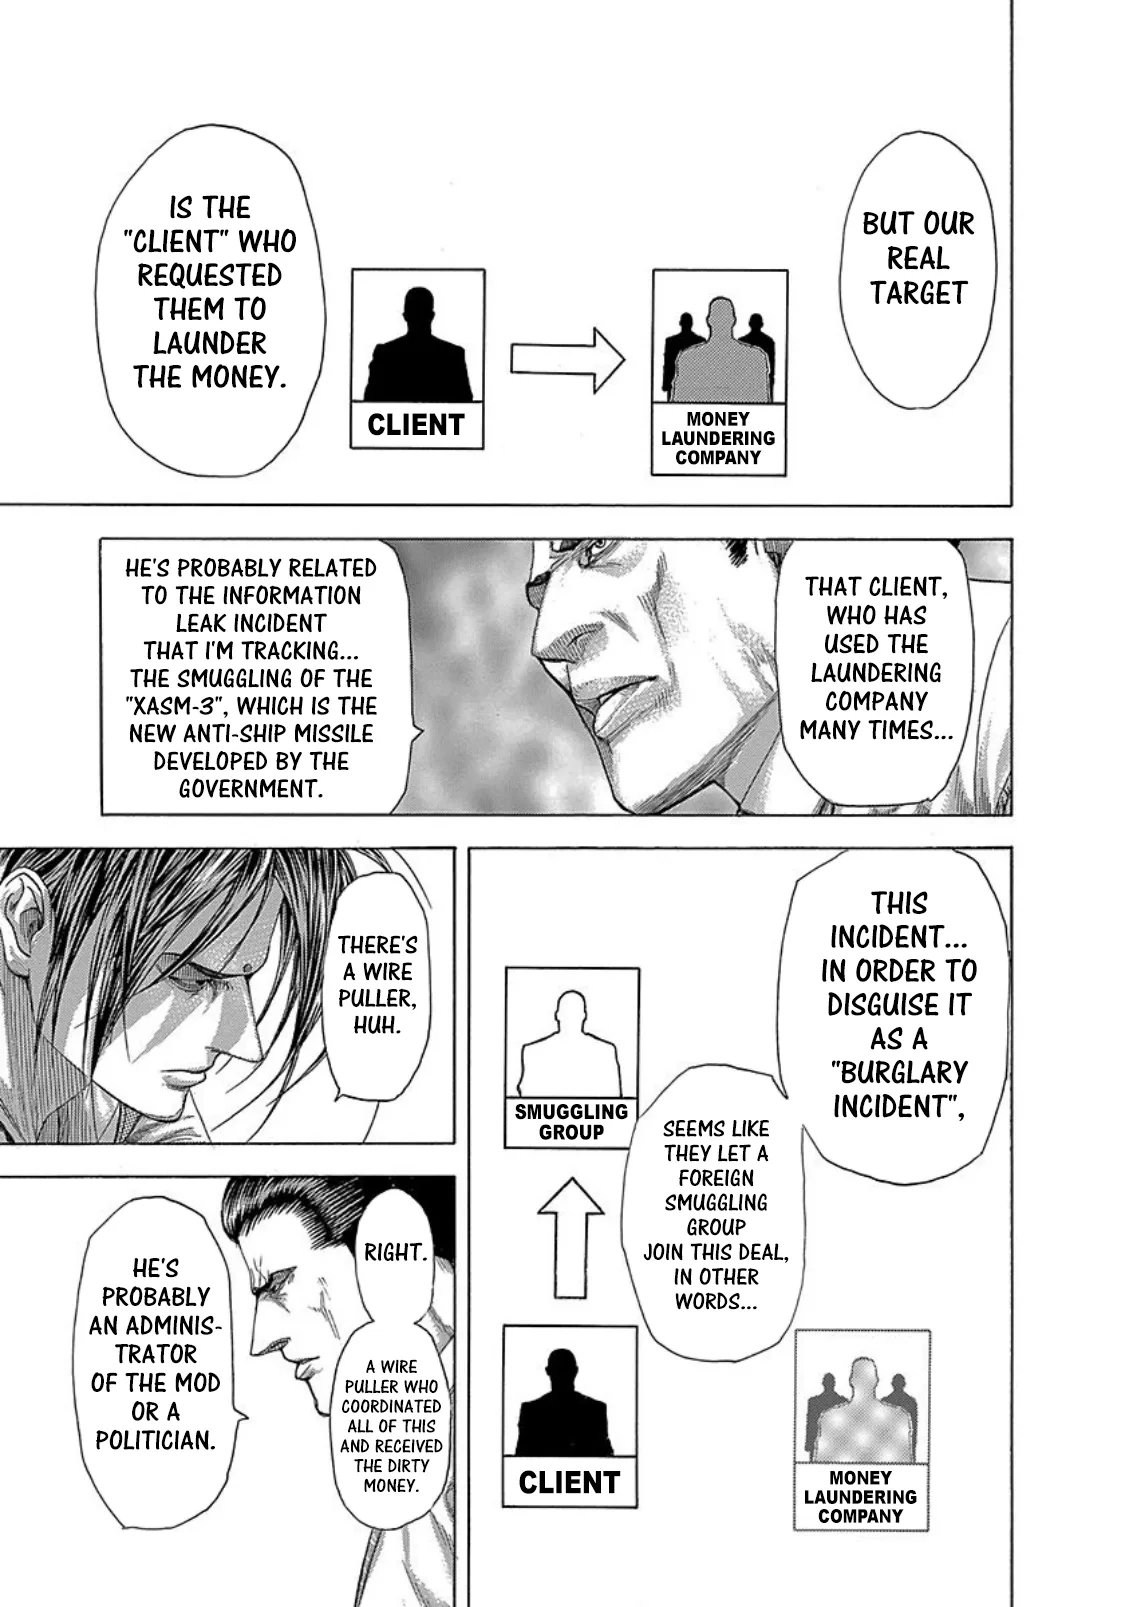 BUT OUR
REAL
TARGET
IS THE
"CLIENT" WHO
REQUESTED
THEM TO
LAUNDER
THE MONEY.
MONEY
LAUNDERING
COMPANY
CLIENT
THAT CLIENT,
WHO HAS
USED THE
LAUNDERING
COMPANY
MANY TIMES...
HE'S PROBABLY RELATED
TO THE INFORMATION
LEAK INCIDENT
THAT I'M TRACKING...
THE SMUGGLING OF THE
"XASM-3", WHICH IS THE
NEW ANTI-SHIP MISSILE
DEVELOPED BY THE
GOVERNMENT.
THIS
INCIDENT...
IN ORDER TO
DISGUISE IT
AS A
"BURGLARY
INCIDENT",
SEEMS LIKE
THEY LET A
FOREIGN
SMUGGLING
GROUP
JOIN THIS DEAL,
IN OTHER
WORDS...
SMUGGLING
GROUP
CLIENT
MONEY
LAUNDERING
COMPANY
THERE'S
A WIRE
PULLER,
HUH.
RIGHT.
A WIRE
PULLER WHO
COORDINATED
ALL OF THIS
AND RECEIVED
THE DIRTY
MONEY.
HE'S
PROBABLY
AN ADMINIS-
TRATOR
OF THE MOD
OR A
POLITICIAN.